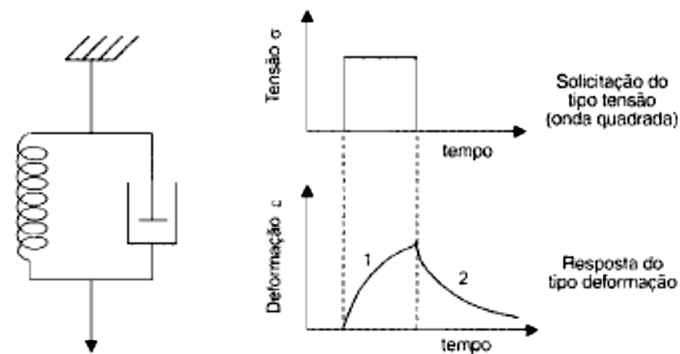 Tensão σ
tempo
Solicitação do
tipo tensão
(onda quadrada)
Deformação ε
1
2
tempo
Resposta do
tipo deformação